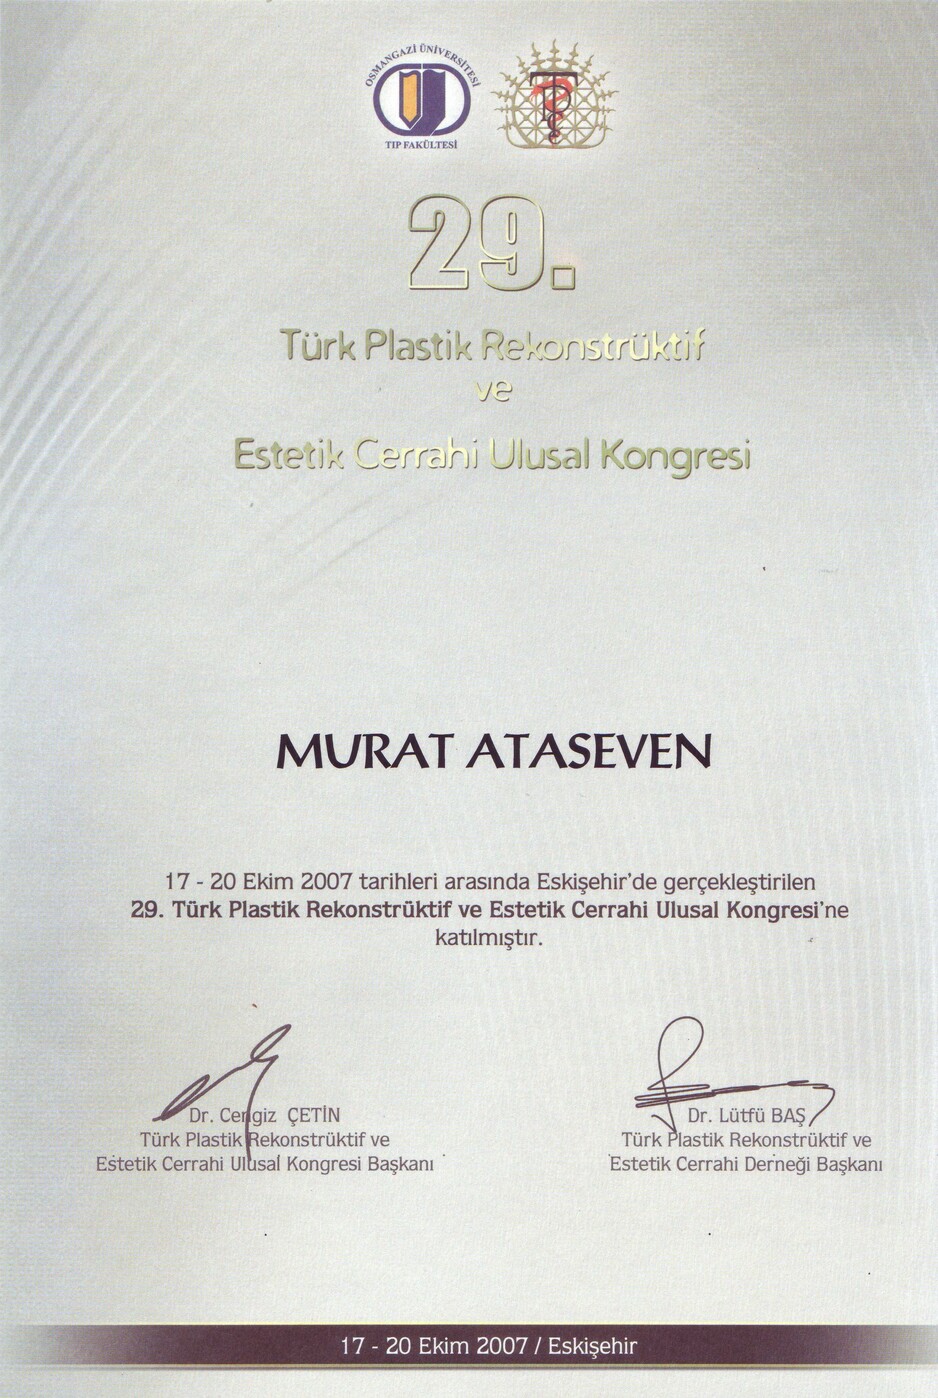 OSMANGAZİ ÜNİVERSİTESİ
TIP FAKÜLTESİ
29.
Türk Plastik Rekonstrüktif
ve
Estetik Cerrahi Ulusal Kongresi
MURAT ATASEVEN
17 - 20 Ekim 2007 tarihleri arasında Eskişehir'de gerçekleştirilen
29. Türk Plastik Rekonstrüktif ve Estetik Cerrahi Ulusal Kongresi'ne
katılmıştır.
Dr. Cengiz ÇETİN
Türk Plastik Rekonstrüktif ve
Estetik Cerrahi Ulusal Kongresi Başkanı
Dr. Lütfü BAŞ
Türk Plastik Rekonstrüktif ve
Estetik Cerrahi Derneği Başkanı
17 - 20 Ekim 2007 / Eskişehir